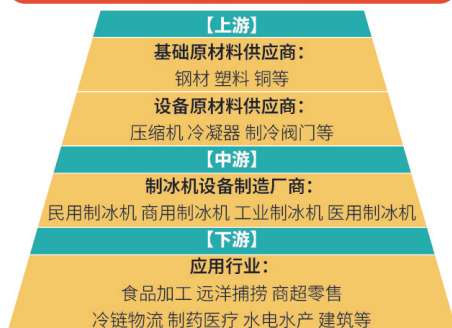 【上游】
基础原材料供应商：
钢材 塑料 铜等
设备原材料供应商：
压缩机 冷凝器 制冷阀门等
【中游】
制冰机设备制造厂商：
民用制冰机 商用制冰机 工业制冰机 医用制冰机
【下游】
应用行业：
食品加工 远洋捕捞 商超零售
冷链物流 制药医疗 水电水产 建筑等